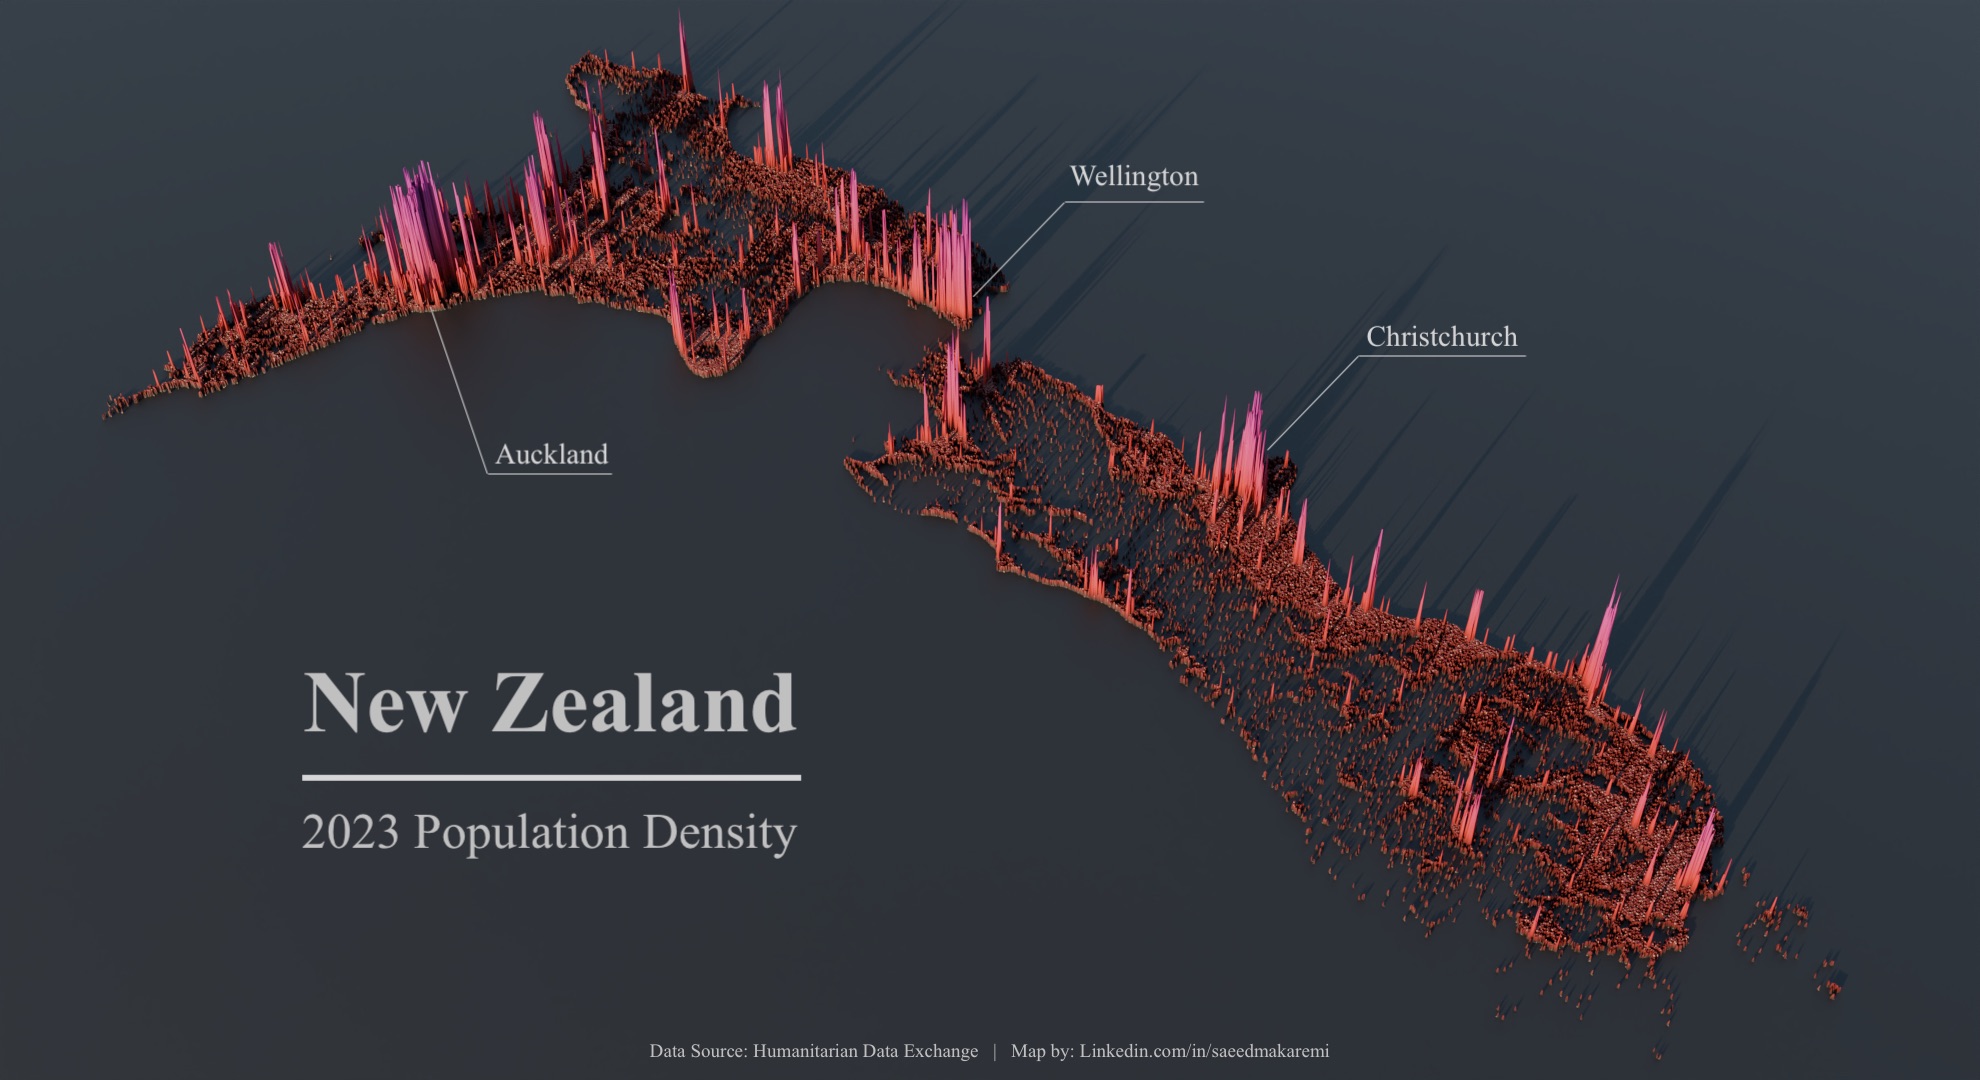 Wellington
Christchurch
Auckland
New Zealand
2023 Population Density
Data Source: Humanitarian Data Exchange | Map by: Linkedin.com/in/saeedmakaremi